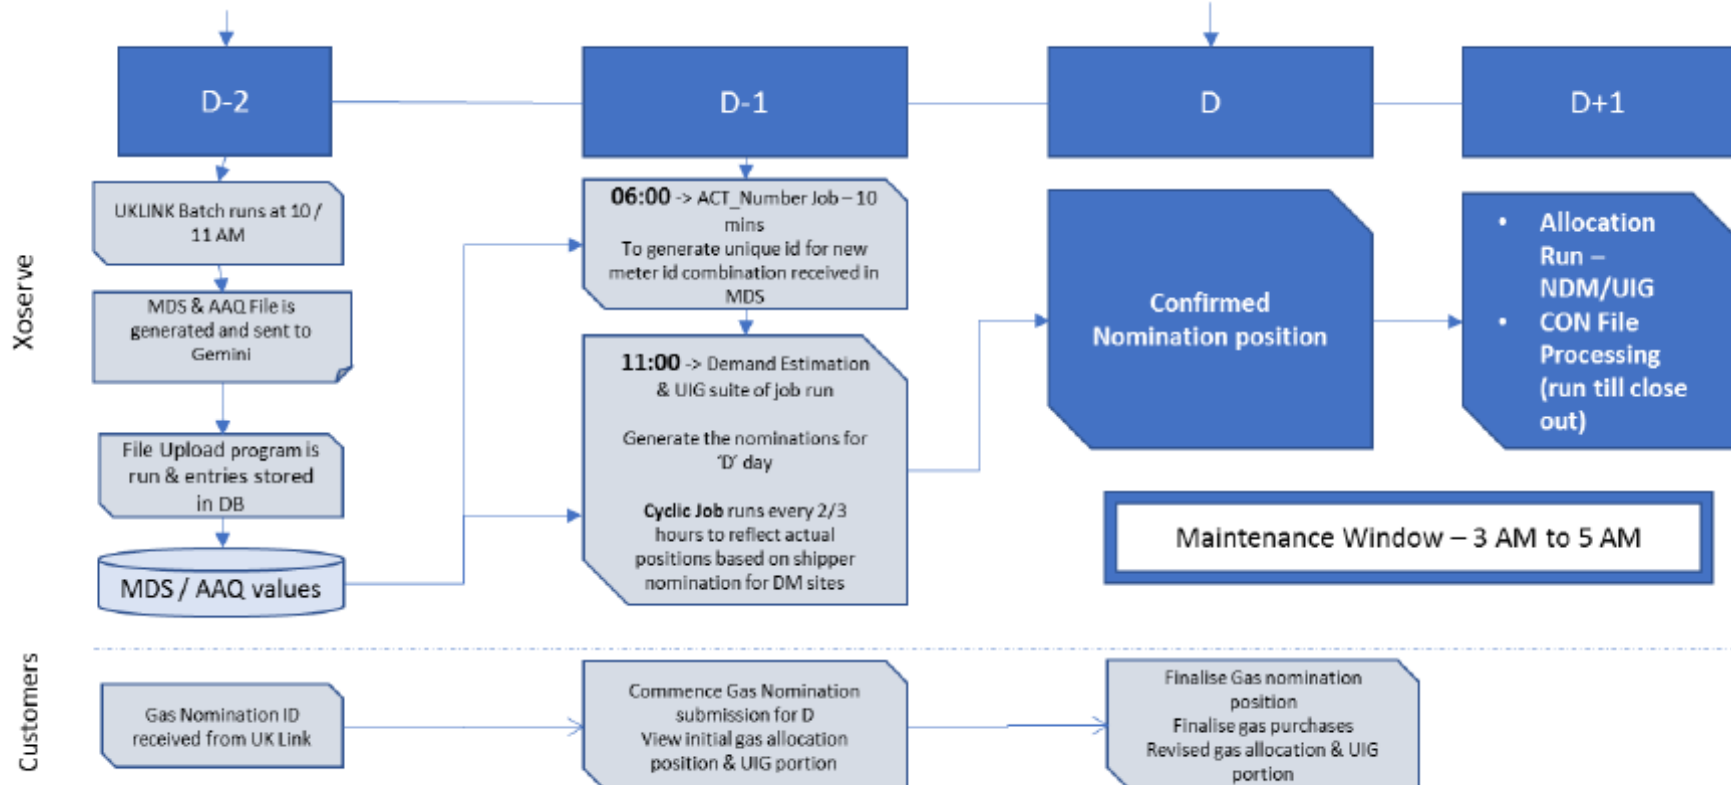 D-2
D-1
D
D+1
Xoserve
UKLINK Batch runs at 10 /
11 AM
MDS & AAQ File is
generated and sent to
Gemini
File Upload program is
run & entries stored
in DB
MDS / AAQ values
06:00 -> ACT_Number Job – 10
mins
To generate unique id for new
meter id combination received in
MDS
11:00 -> Demand Estimation
& UIG suite of job run
Generate the nominations for
'D' day
Cyclic Job runs every 2/3
hours to reflect actual
positions based on shipper
nomination for DM sites
Confirmed
Nomination position
• Allocation
Run –
NDM/UIG
• CON File
Processing
(run till close
out)
Maintenance Window – 3 AM to 5 AM
Customers
Gas Nomination ID
received from UK Link
Commence Gas Nomination
submission for D
View initial gas allocation
position & UIG portion
Finalise Gas nomination
position
Finalise gas purchases
Revised gas allocation & UIG
portion